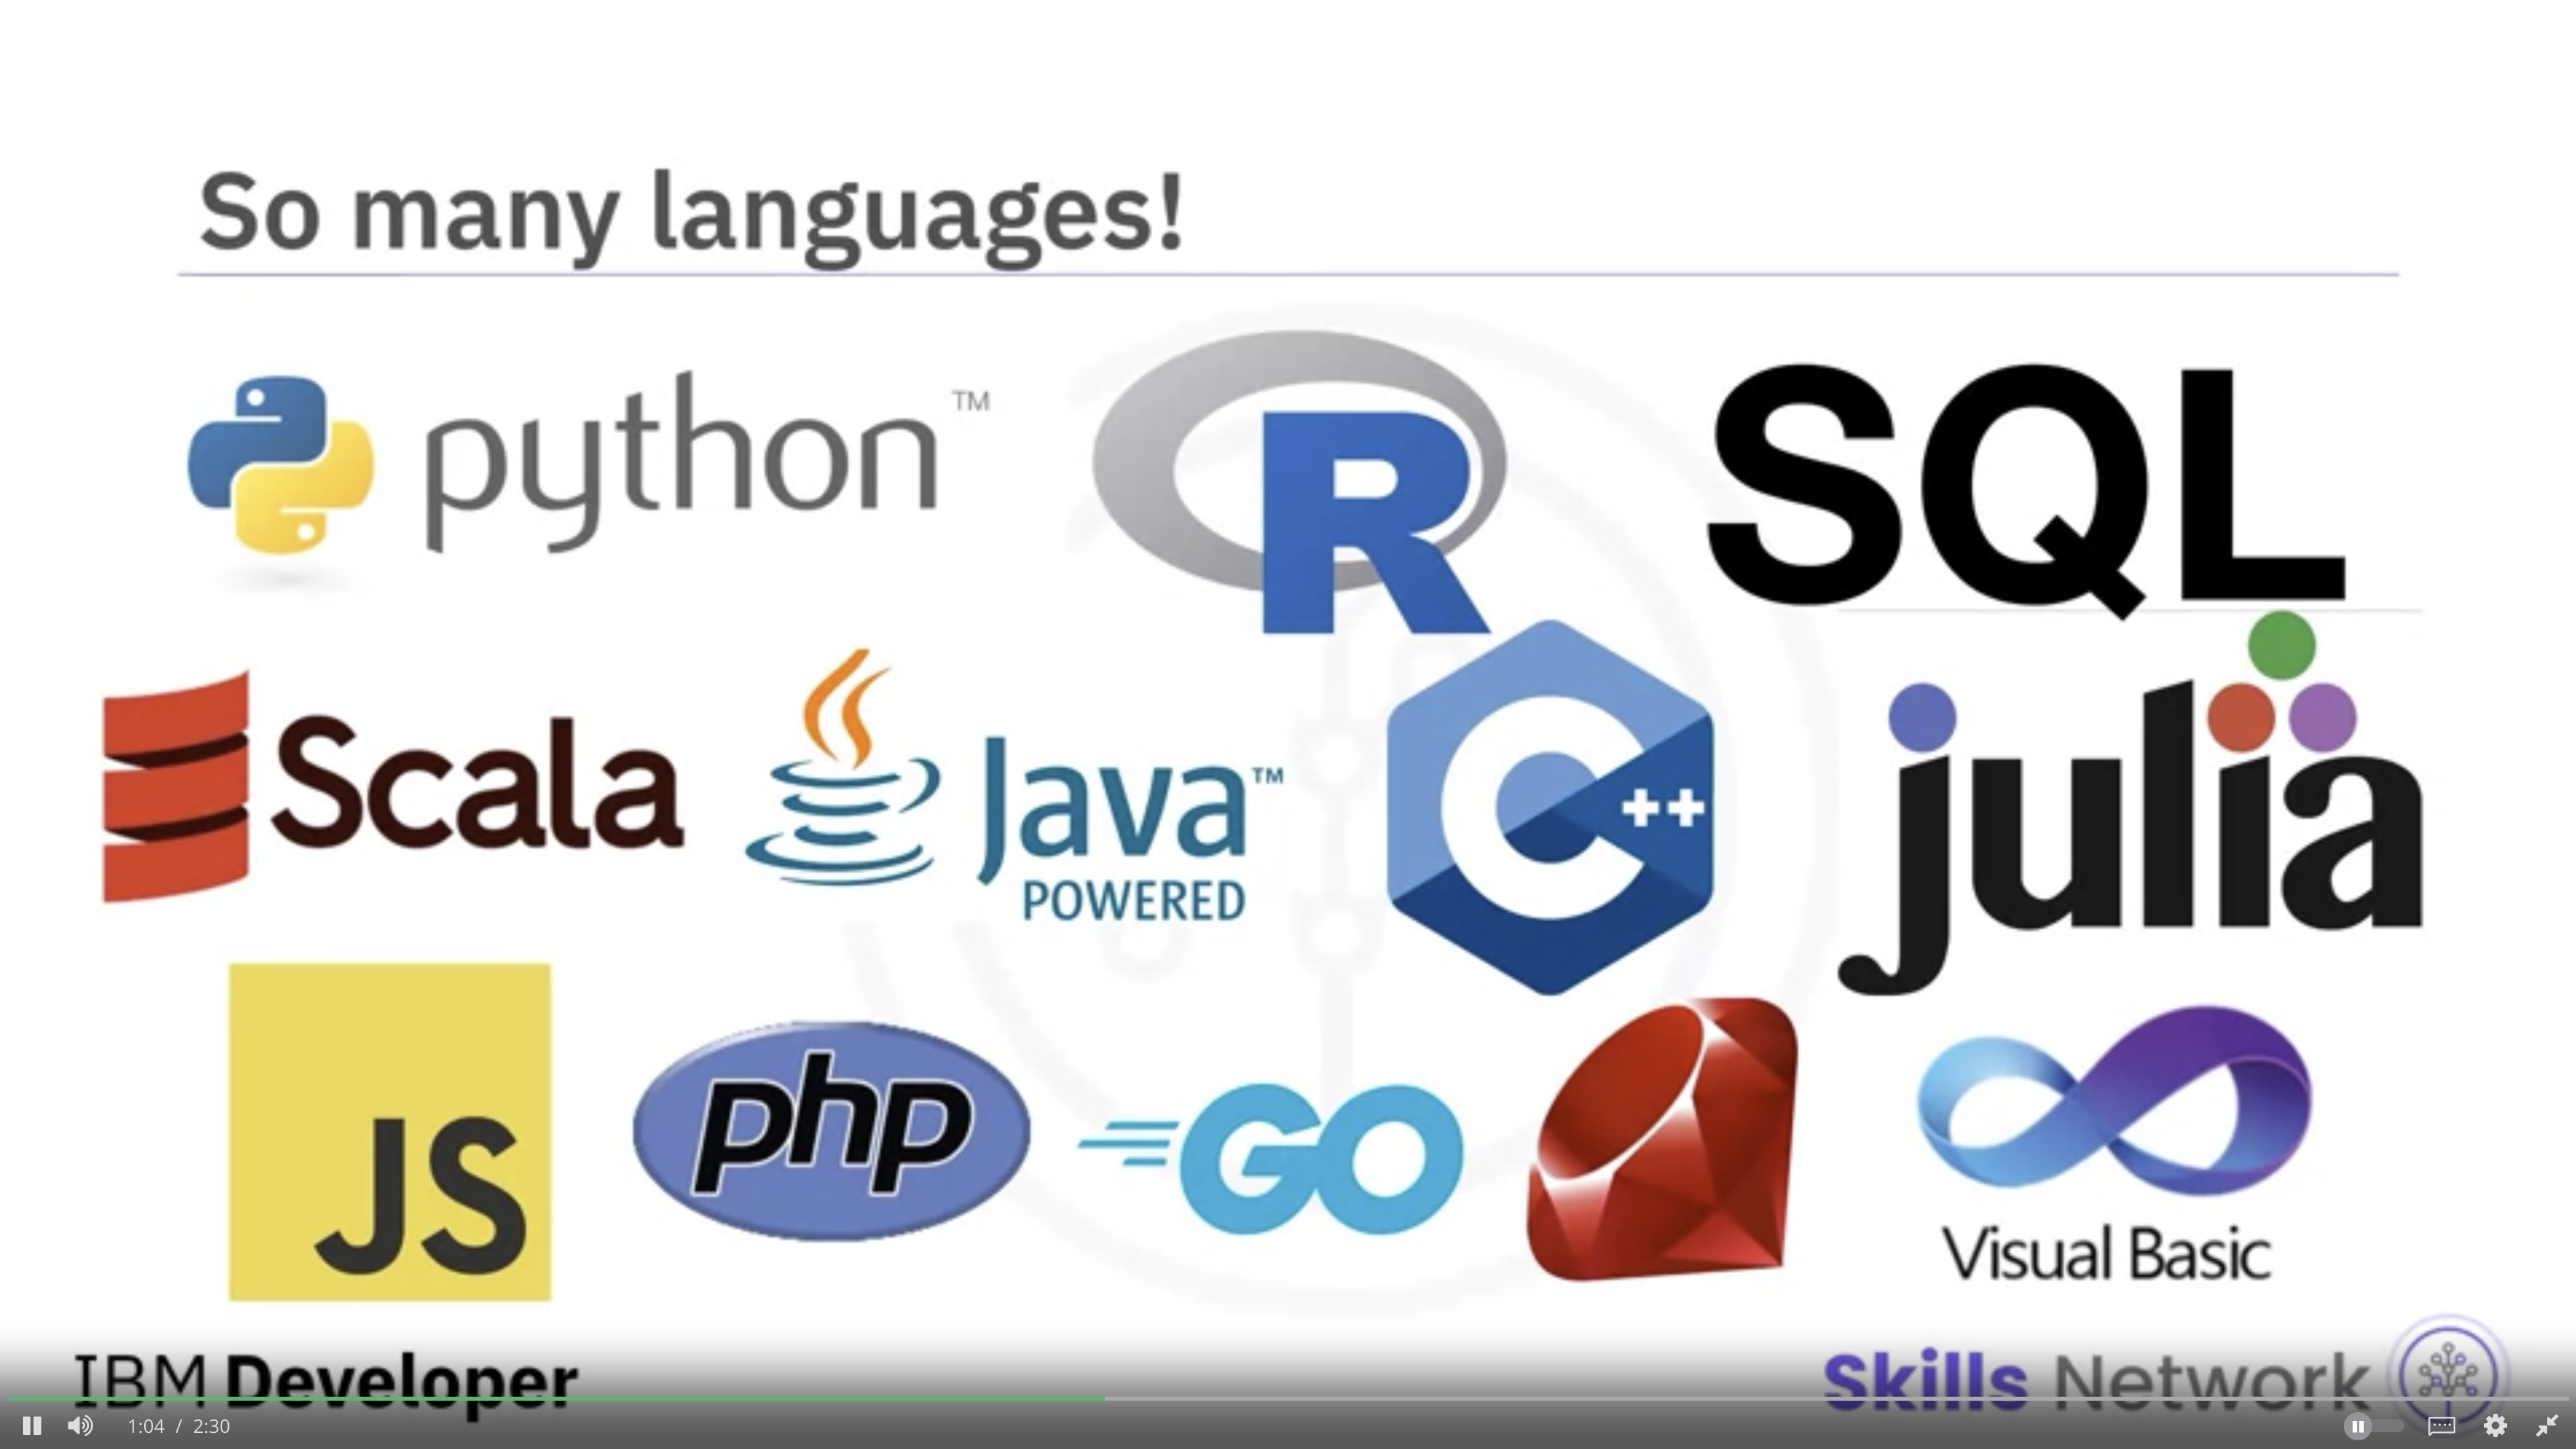 So many languages!
python™
R
SQL
Scala
Java™
POWERED
C++
julia
JS
php
GO
Visual Basic
IBM Developer
Skills Network
1:04 / 2:30